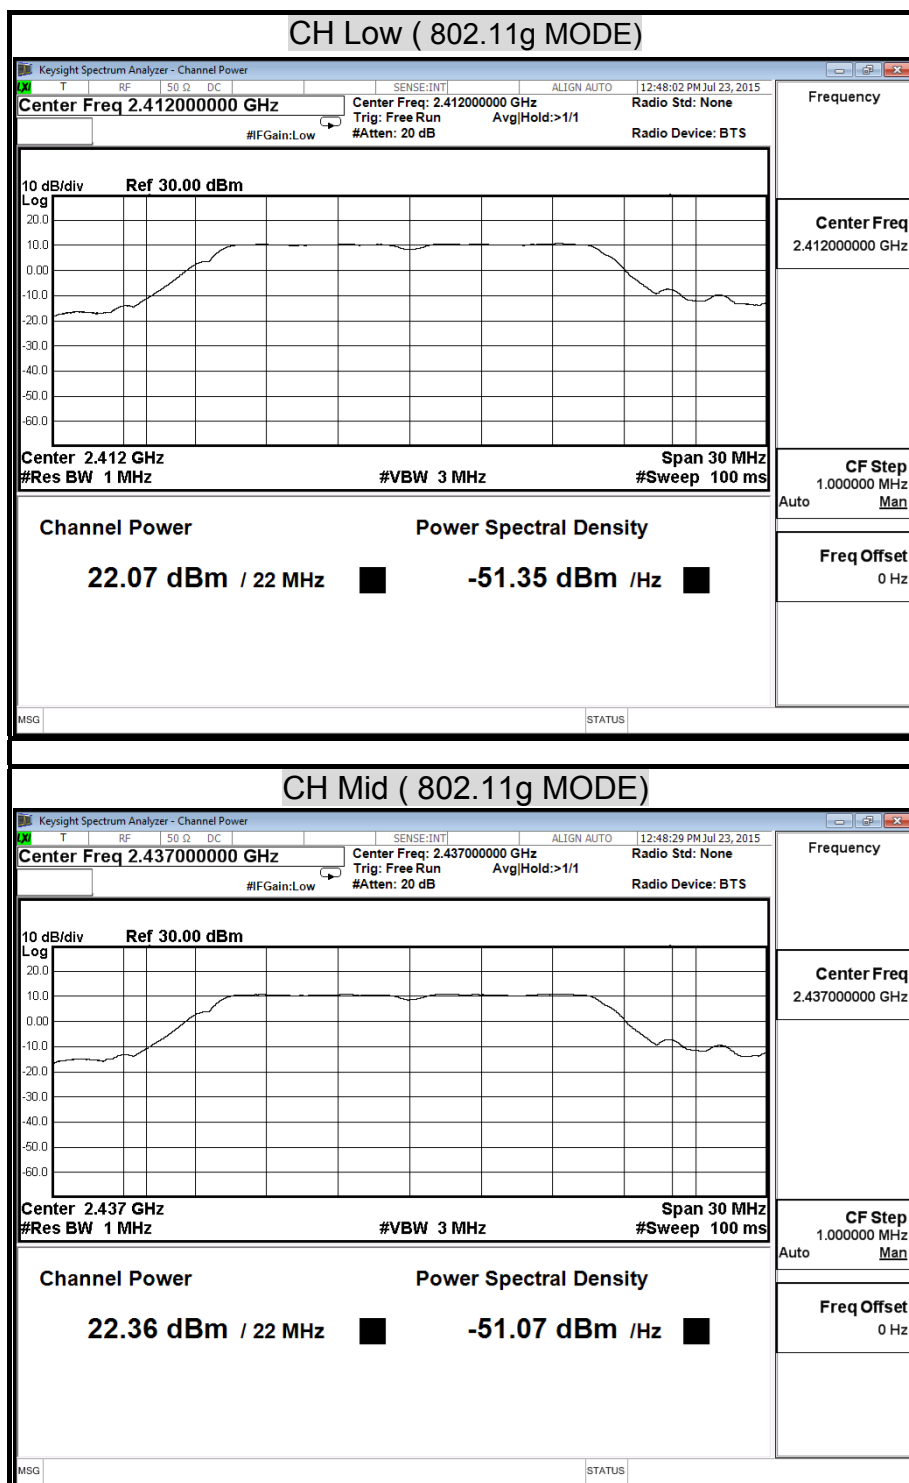 CH Low ( 802.11g MODE)
Keysight Spectrum Analyzer - Channel Power
LXI T RF 50 Ω DC SENSE:INT ALIGN AUTO 12:48:02 PM Jul 23, 2015
Center Freq 2.412000000 GHz
Center Freq: 2.412000000 GHz Radio Std: None
Trig: Free Run Avg|Hold:>1/1
#IFGain:Low #Atten: 20 dB Radio Device: BTS
Frequency
10 dB/div Ref 30.00 dBm
Log
20.0
10.0
0.00
-10.0
-20.0
-30.0
-40.0
-50.0
-60.0
Center Freq
2.412000000 GHz
Center 2.412 GHz Span 30 MHz
#Res BW 1 MHz #VBW 3 MHz #Sweep 100 ms
CF Step
1.000000 MHz
Auto Man
Channel Power Power Spectral Density
22.07 dBm / 22 MHz -51.35 dBm /Hz
Freq Offset
0 Hz
MSG STATUS
CH Mid ( 802.11g MODE)
Keysight Spectrum Analyzer - Channel Power
LXI T RF 50 Ω DC SENSE:INT ALIGN AUTO 12:48:29 PM Jul 23, 2015
Center Freq 2.437000000 GHz
Center Freq: 2.437000000 GHz Radio Std: None
Trig: Free Run Avg|Hold:>1/1
#IFGain:Low #Atten: 20 dB Radio Device: BTS
Frequency
10 dB/div Ref 30.00 dBm
Log
20.0
10.0
0.00
-10.0
-20.0
-30.0
-40.0
-50.0
-60.0
Center Freq
2.437000000 GHz
Center 2.437 GHz Span 30 MHz
#Res BW 1 MHz #VBW 3 MHz #Sweep 100 ms
CF Step
1.000000 MHz
Auto Man
Channel Power Power Spectral Density
22.36 dBm / 22 MHz -51.07 dBm /Hz
Freq Offset
0 Hz
MSG STATUS